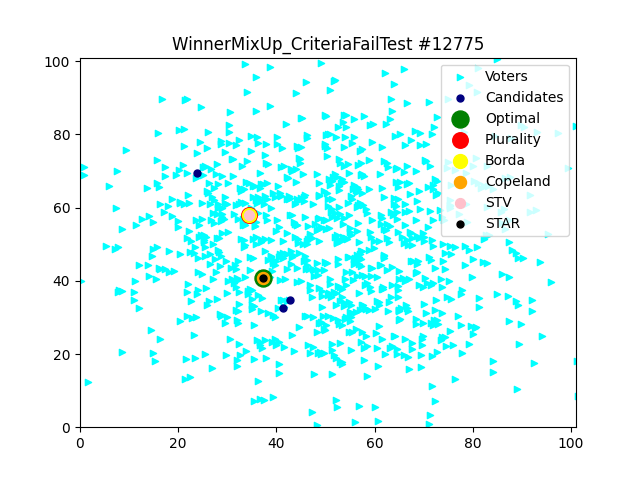 WinnerMixUp_CriteriaFailTest #12775
100
80
60
40
20
0
0 20 40 60 80 100
Voters
Candidates
Optimal
Plurality
Borda
Copeland
STV
STAR